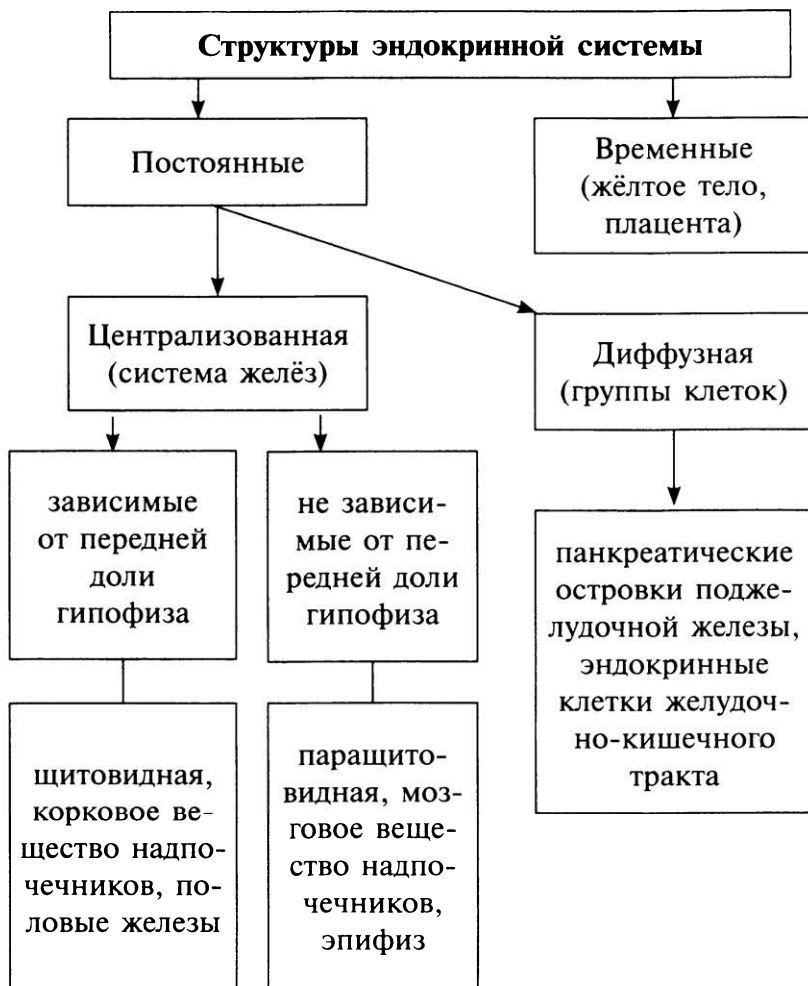 Структуры эндокринной системы
Постоянные
Временные
(жёлтое тело,
плацента)
Централизованная
(система желёз)
Диффузная
(группы клеток)
зависимые
от передней
доли
гипофиза
не зависи-
мые от пе-
редней доли
гипофиза
панкреатические
островки подже-
лудочной железы,
эндокринные
клетки желудоч-
но-кишечного
тракта
щитовидная,
корковое ве-
щество надпо-
чечников, по-
ловые железы
паращито-
видная, моз-
говое веще-
ство надпо-
чечников,
эпифиз